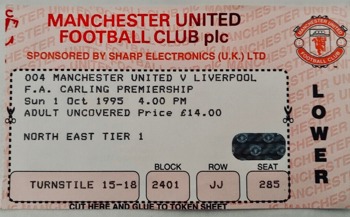 MANCHESTER UNITED
FOOTBALL CLUB plc
SPONSORED BY SHARP ELECTRONICS (U.K.) LTD
004 MANCHESTER UNITED V LIVERPOOL
F.A. CARLING PREMIERSHIP
Sun 1 Oct 1995 4.00 PM
ADULT UNCOVERED Price £14.00
NORTH EAST TIER 1
LOWER
BLOCK ROW SEAT
TURNSTILE 15-18 2401 JJ 285
CUT HERE AND GLUE TO TOKEN SHEET